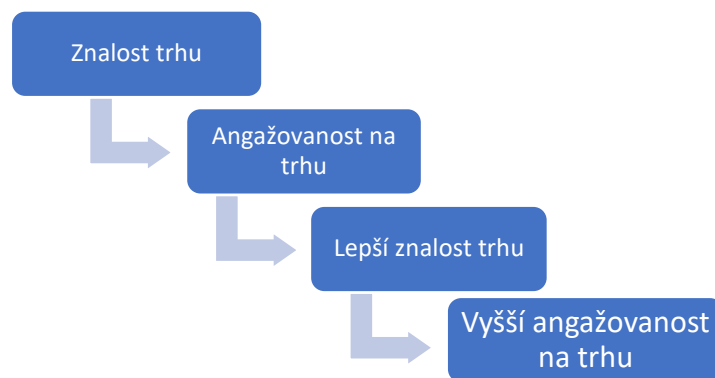 Znalost trhu
Angažovanost na
trhu
Lepší znalost trhu
Vyšší angažovanost
na trhu